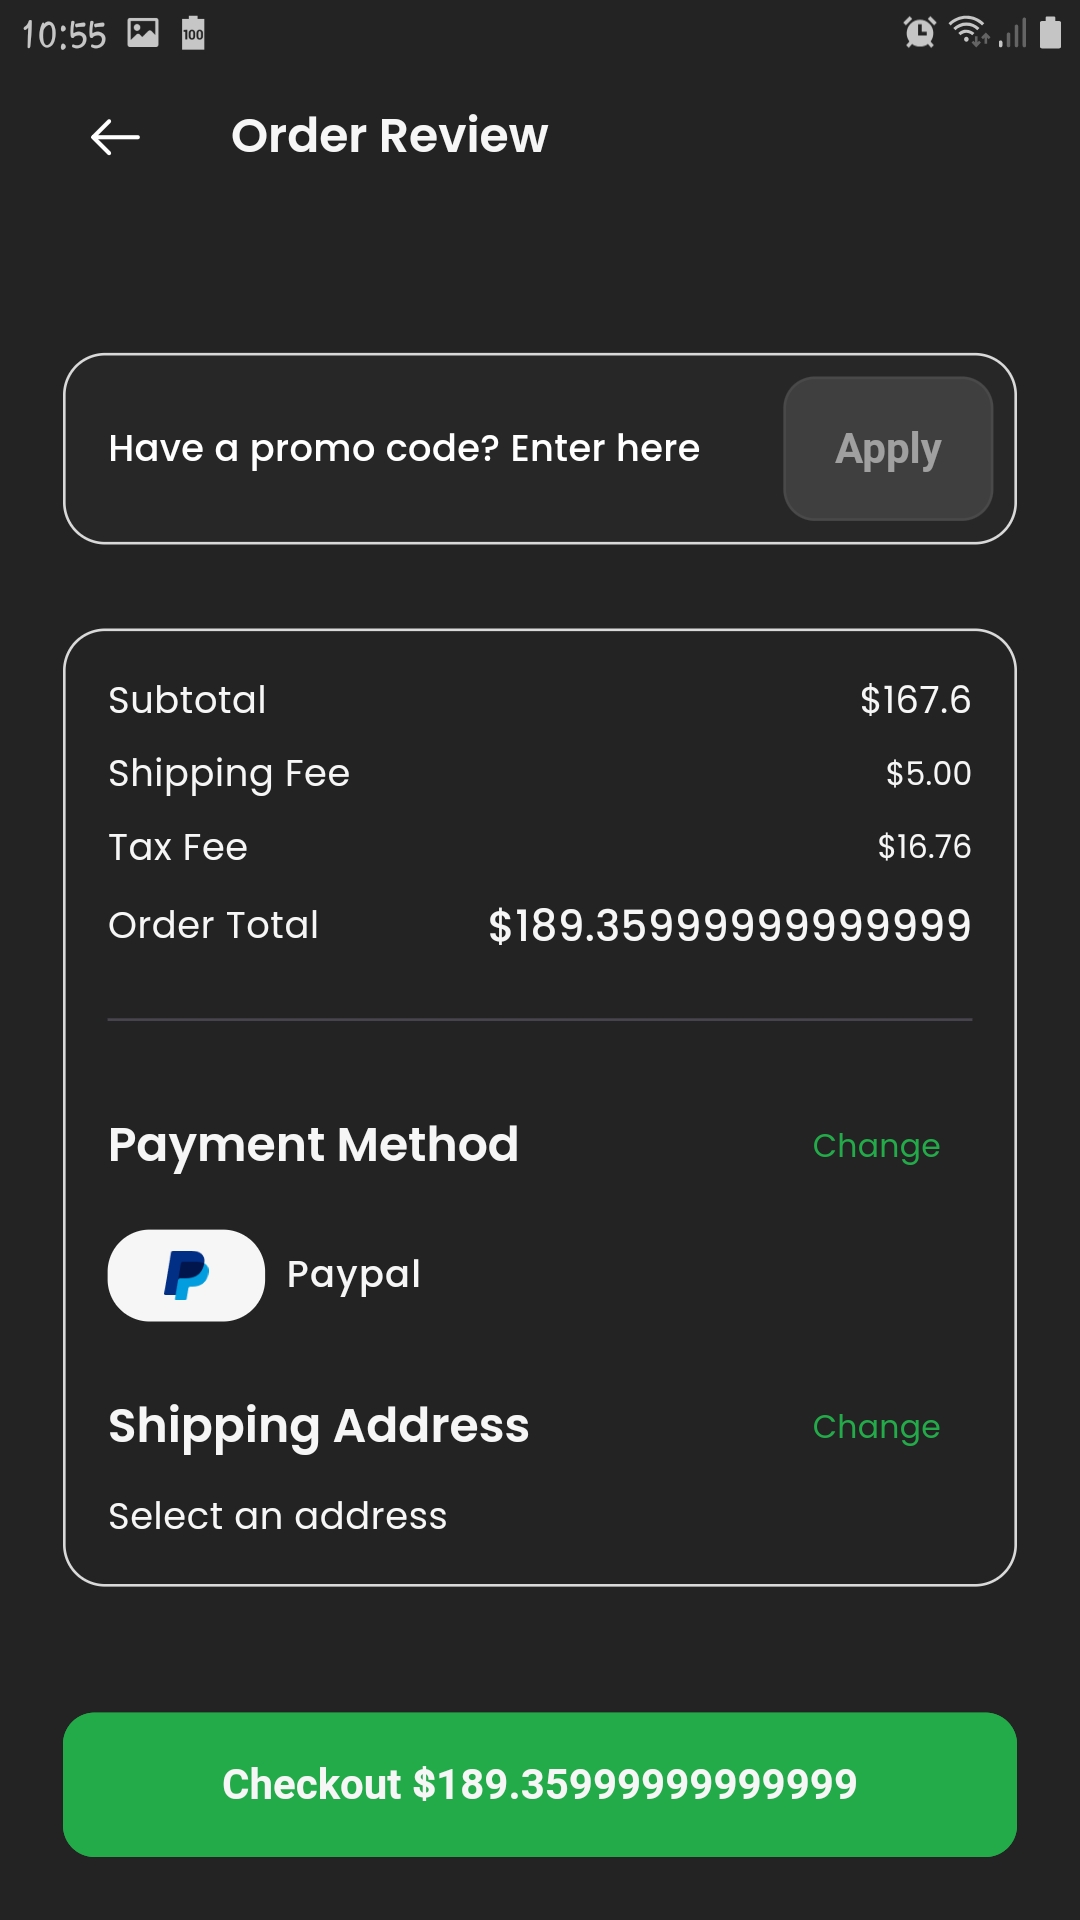 10:55
100
Order Review
Have a promo code? Enter here
Apply
Subtotal $167.6
Shipping Fee $5.00
Tax Fee $16.76
Order Total $189.35999999999999
Payment Method Change
Paypal
Shipping Address Change
Select an address
Checkout $189.35999999999999